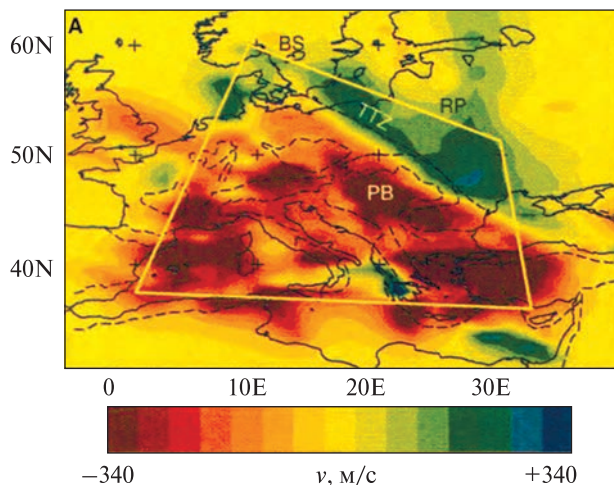 A
60N
BS
RP
TTZ
50N
PB
40N
0 10E 20E 30E
−340 v, м/с +340